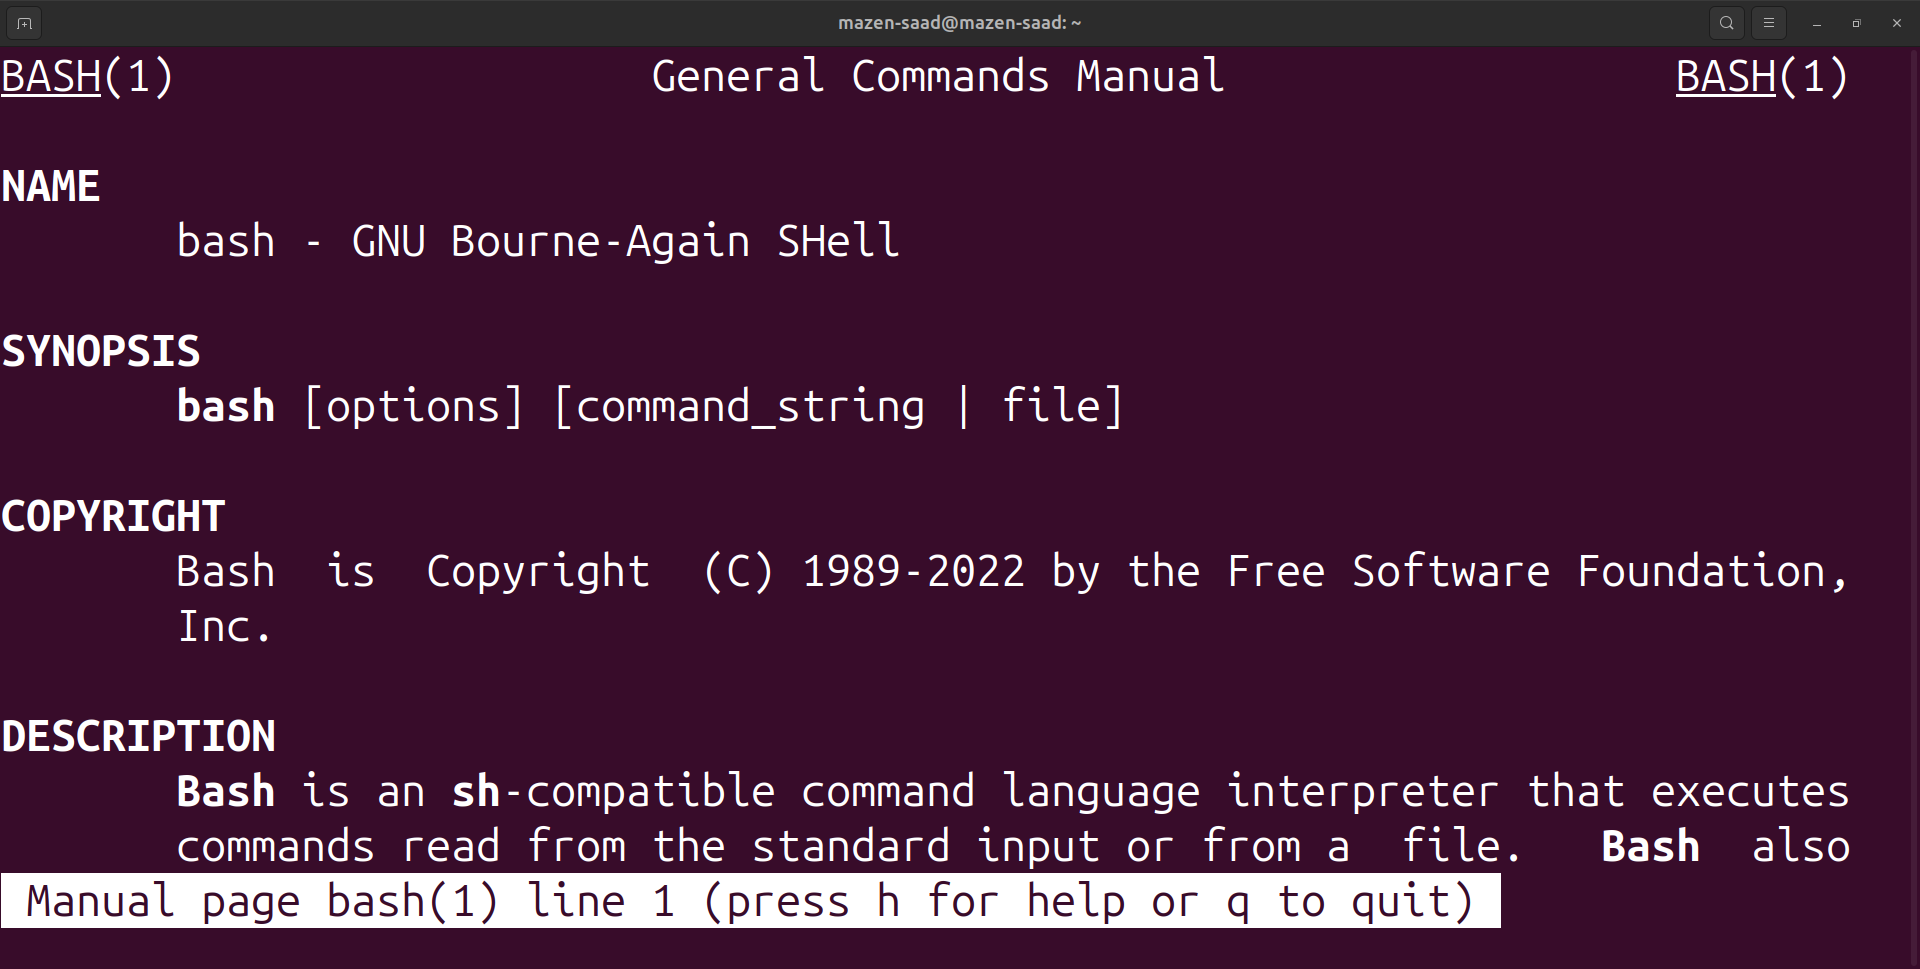 mazen-saad@mazen-saad: ~
BASH(1) General Commands Manual BASH(1)
NAME
bash - GNU Bourne-Again SHell
SYNOPSIS
bash [options] [command_string | file]
COPYRIGHT
Bash is Copyright (C) 1989-2022 by the Free Software Foundation,
Inc.
DESCRIPTION
Bash is an sh-compatible command language interpreter that executes
commands read from the standard input or from a file. Bash also
Manual page bash(1) line 1 (press h for help or q to quit)